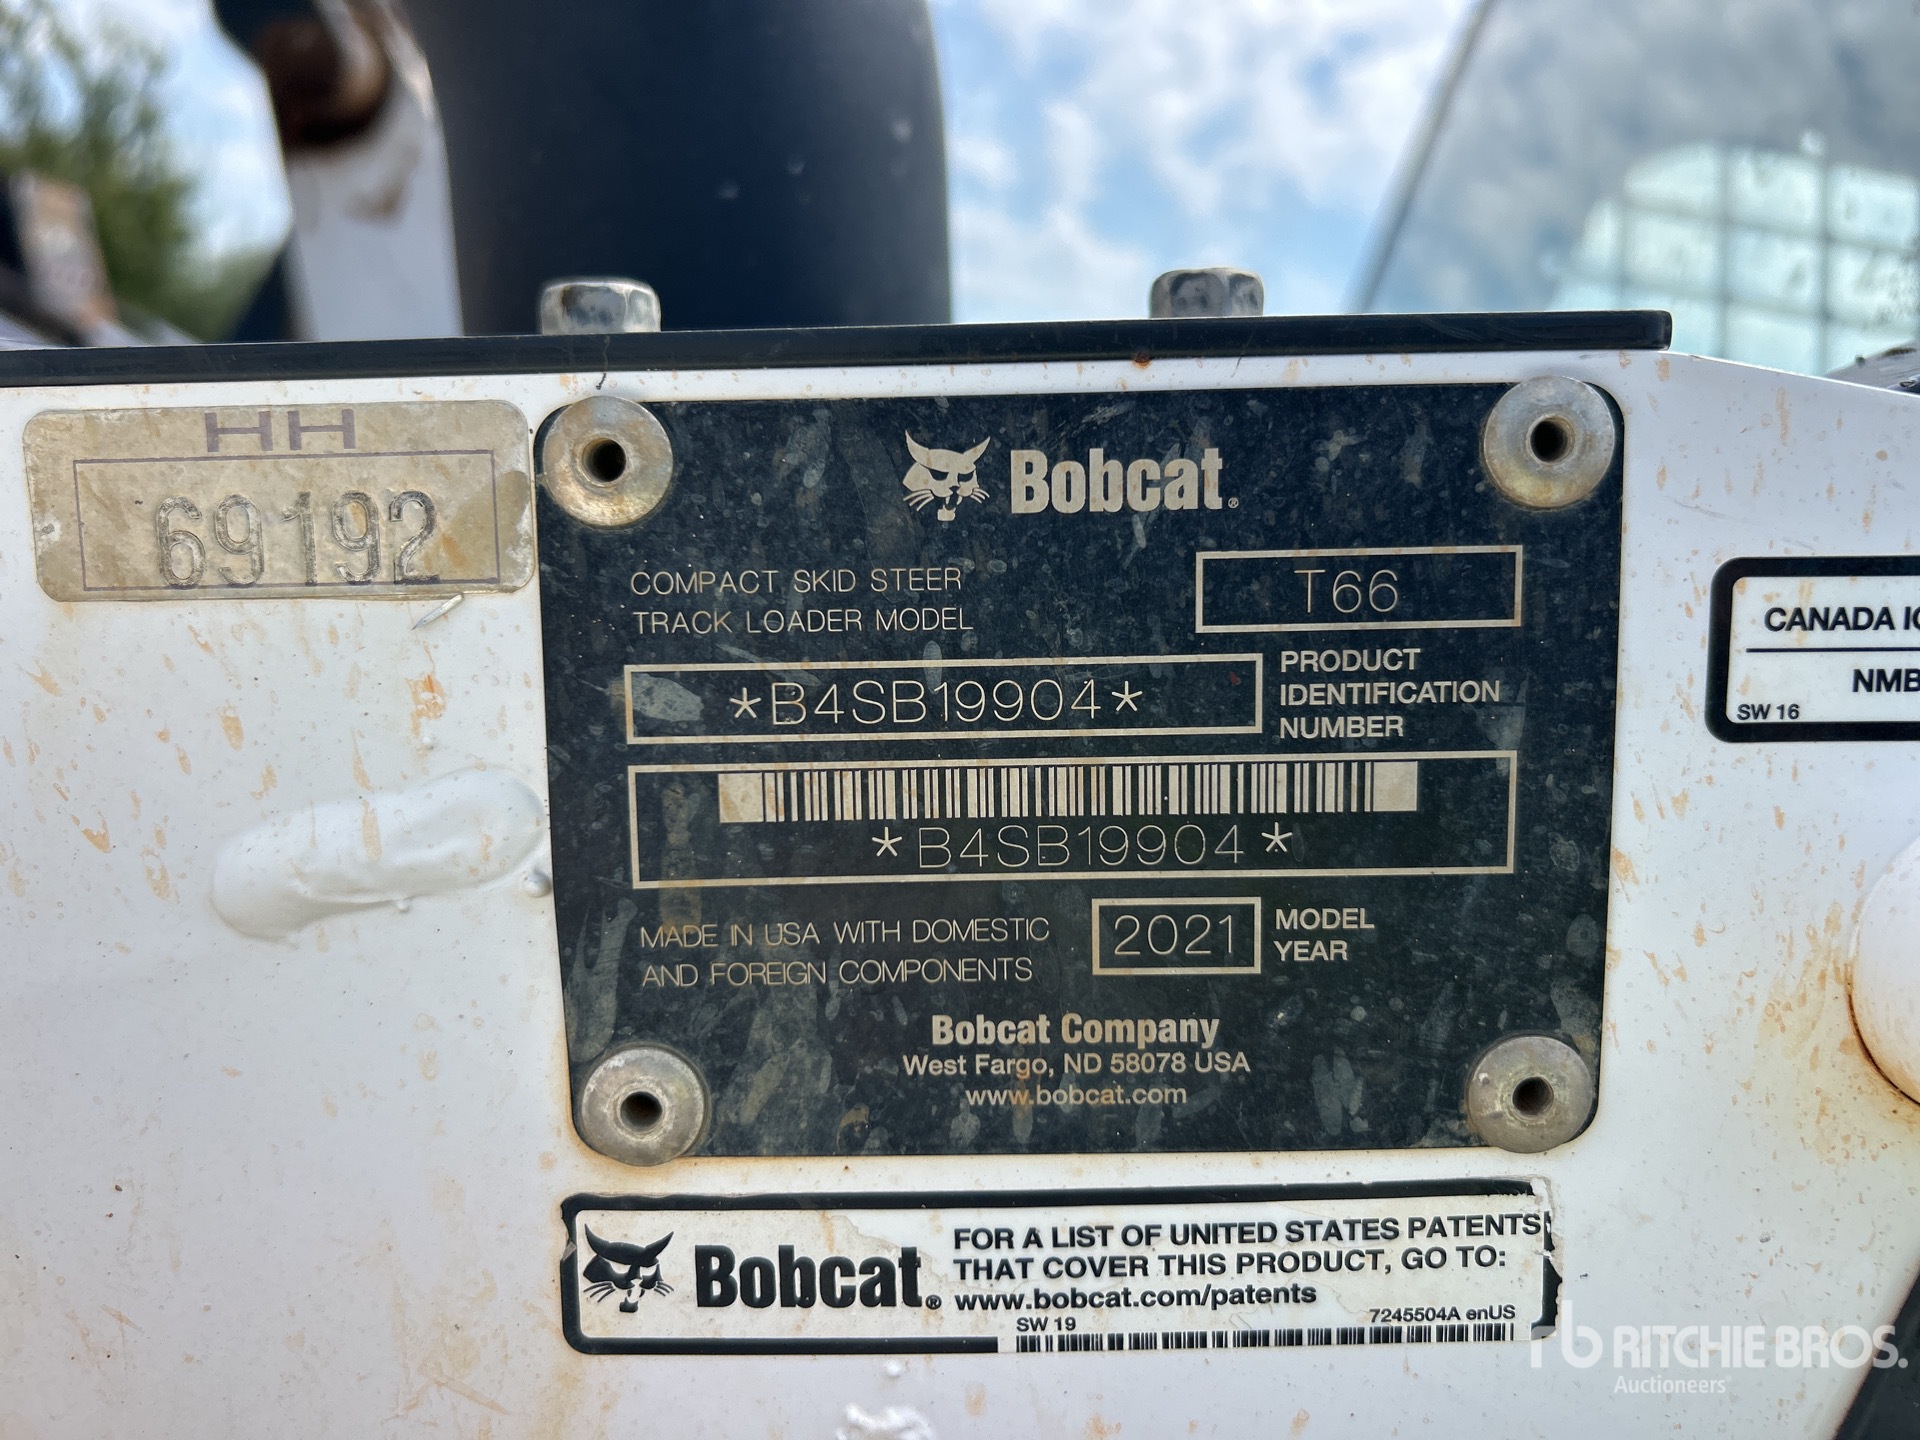 HH
69192
Bobcat®
COMPACT SKID STEER
TRACK LOADER MODEL
T66
*B4SB19904*
PRODUCT
IDENTIFICATION
NUMBER
*B4SB19904*
MADE IN USA WITH DOMESTIC
AND FOREIGN COMPONENTS
2021
MODEL
YEAR
Bobcat Company
West Fargo, ND 58078 USA
www.bobcat.com
CANADA
NMB
SW 16
Bobcat®
FOR A LIST OF UNITED STATES PATENTS
THAT COVER THIS PRODUCT, GO TO:
www.bobcat.com/patents
SW 19
7245504A enUS
rb RITCHIE BROS.
Auctioneers